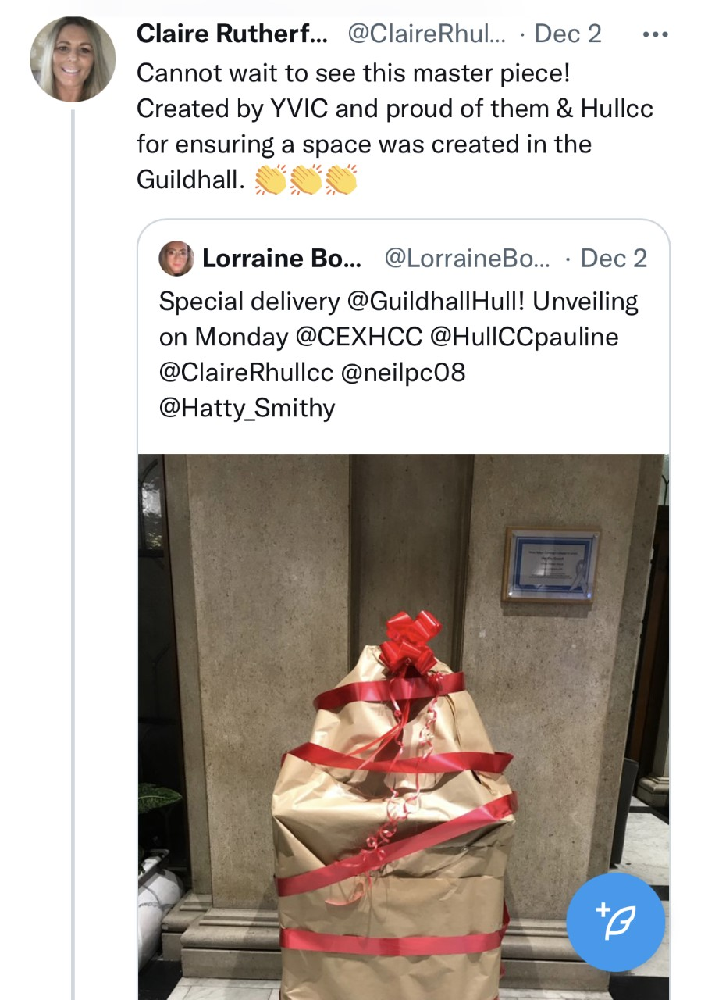 Claire Rutherf... @ClaireRhul... · Dec 2
Cannot wait to see this master piece!
Created by YVIC and proud of them & Hullcc
for ensuring a space was created in the
Guildhall. 👏👏👏
Lorraine Bo... @LorraineBo... · Dec 2
Special delivery @GuildhallHull! Unveiling
on Monday @CEXHCC @HullCCpauline
@ClaireRhullcc @neilpc08
@Hatty_Smithy